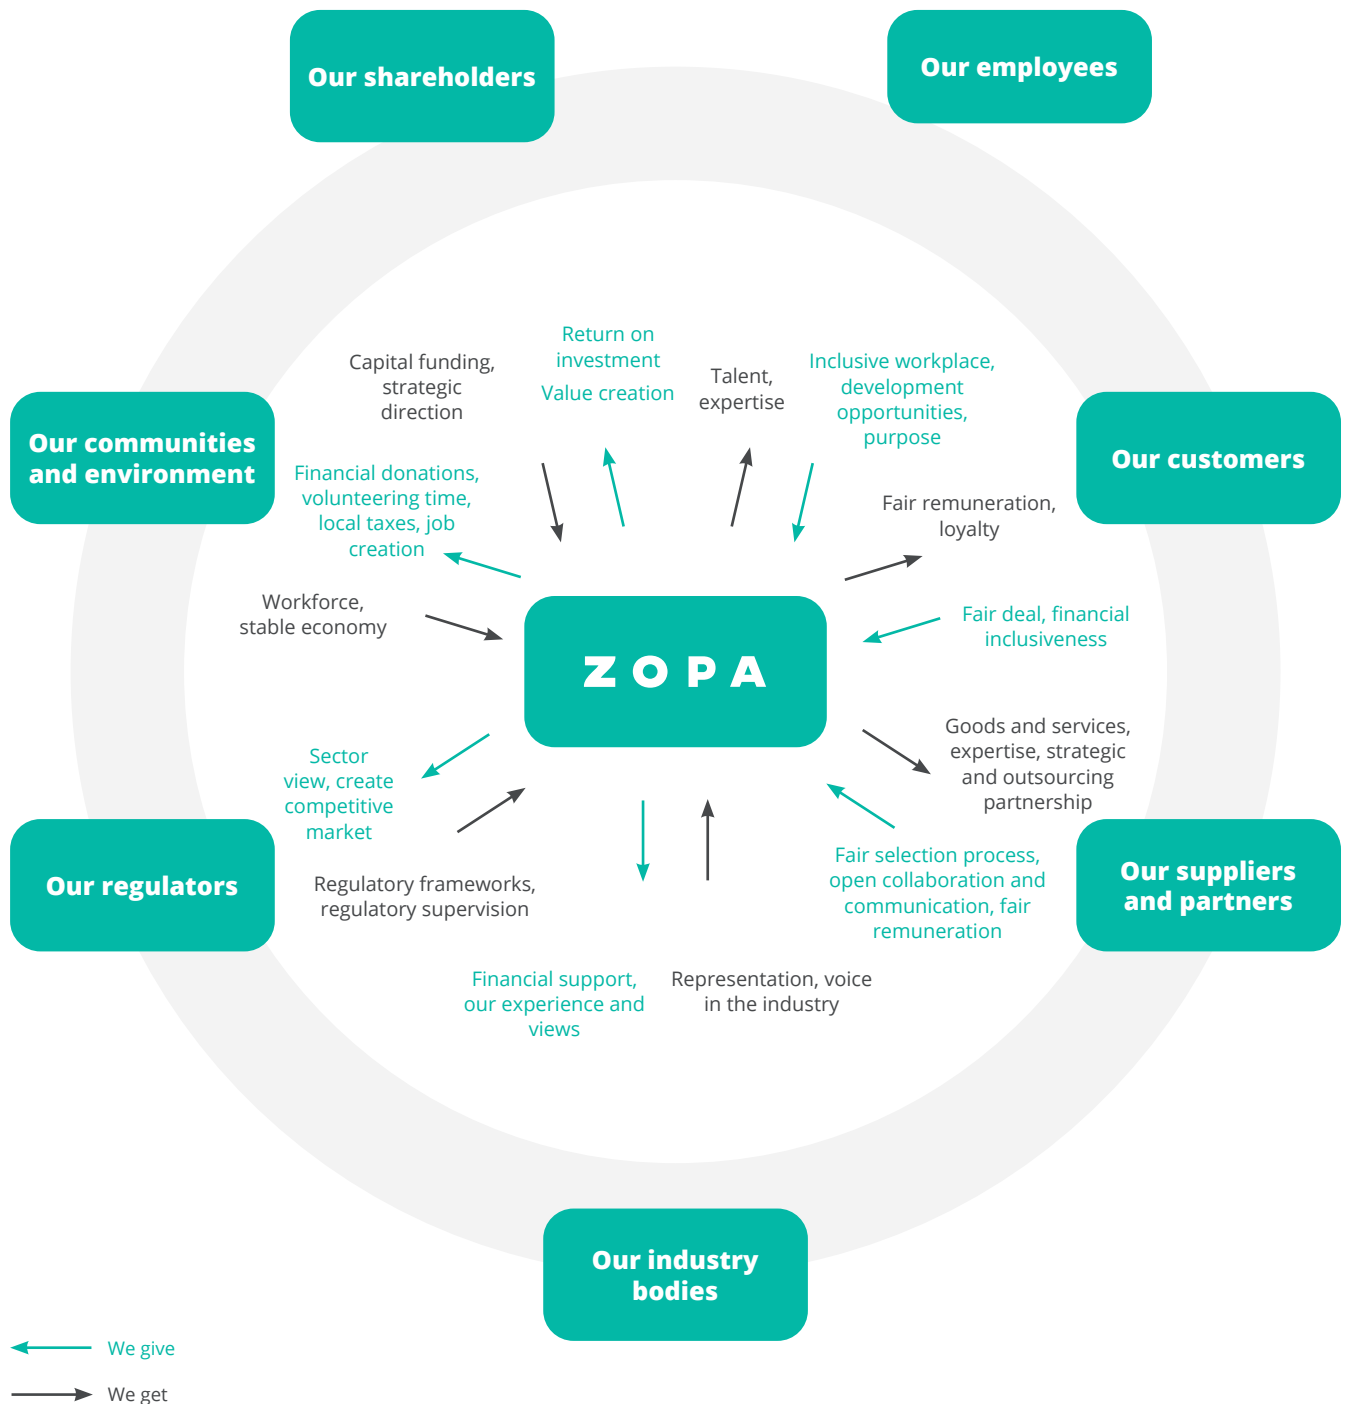 Our shareholders
Our employees
Return on
investment
Value creation
Capital funding,
strategic
direction
Talent,
expertise
Inclusive workplace,
development
opportunities,
purpose
Our communities
and environment
Our customers
Financial donations,
volunteering time,
local taxes, job
creation
Fair remuneration,
loyalty
Workforce,
stable economy
Fair deal, financial
inclusiveness
ZOPA
Goods and services,
expertise, strategic
and outsourcing
partnership
Sector
view, create
competitive
market
Our regulators
Regulatory frameworks,
regulatory supervision
Fair selection process,
open collaboration and
communication, fair
remuneration
Our suppliers
and partners
Financial support,
our experience and
views
Representation, voice
in the industry
Our industry
bodies
We give
We get